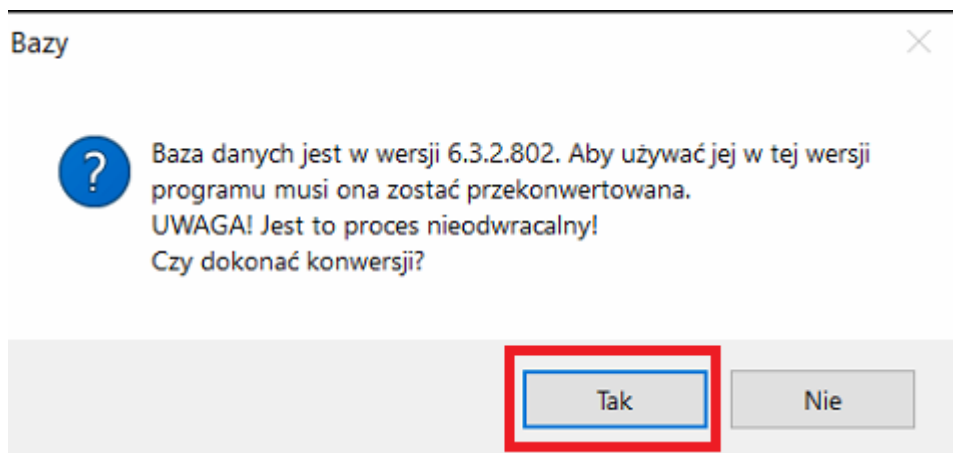 Bazy
?
Baza danych jest w wersji 6.3.2.802. Aby używać jej w tej wersji
programu musi ona zostać przekonwertowana.
UWAGA! Jest to proces nieodwracalny!
Czy dokonać konwersji?
Tak
Nie